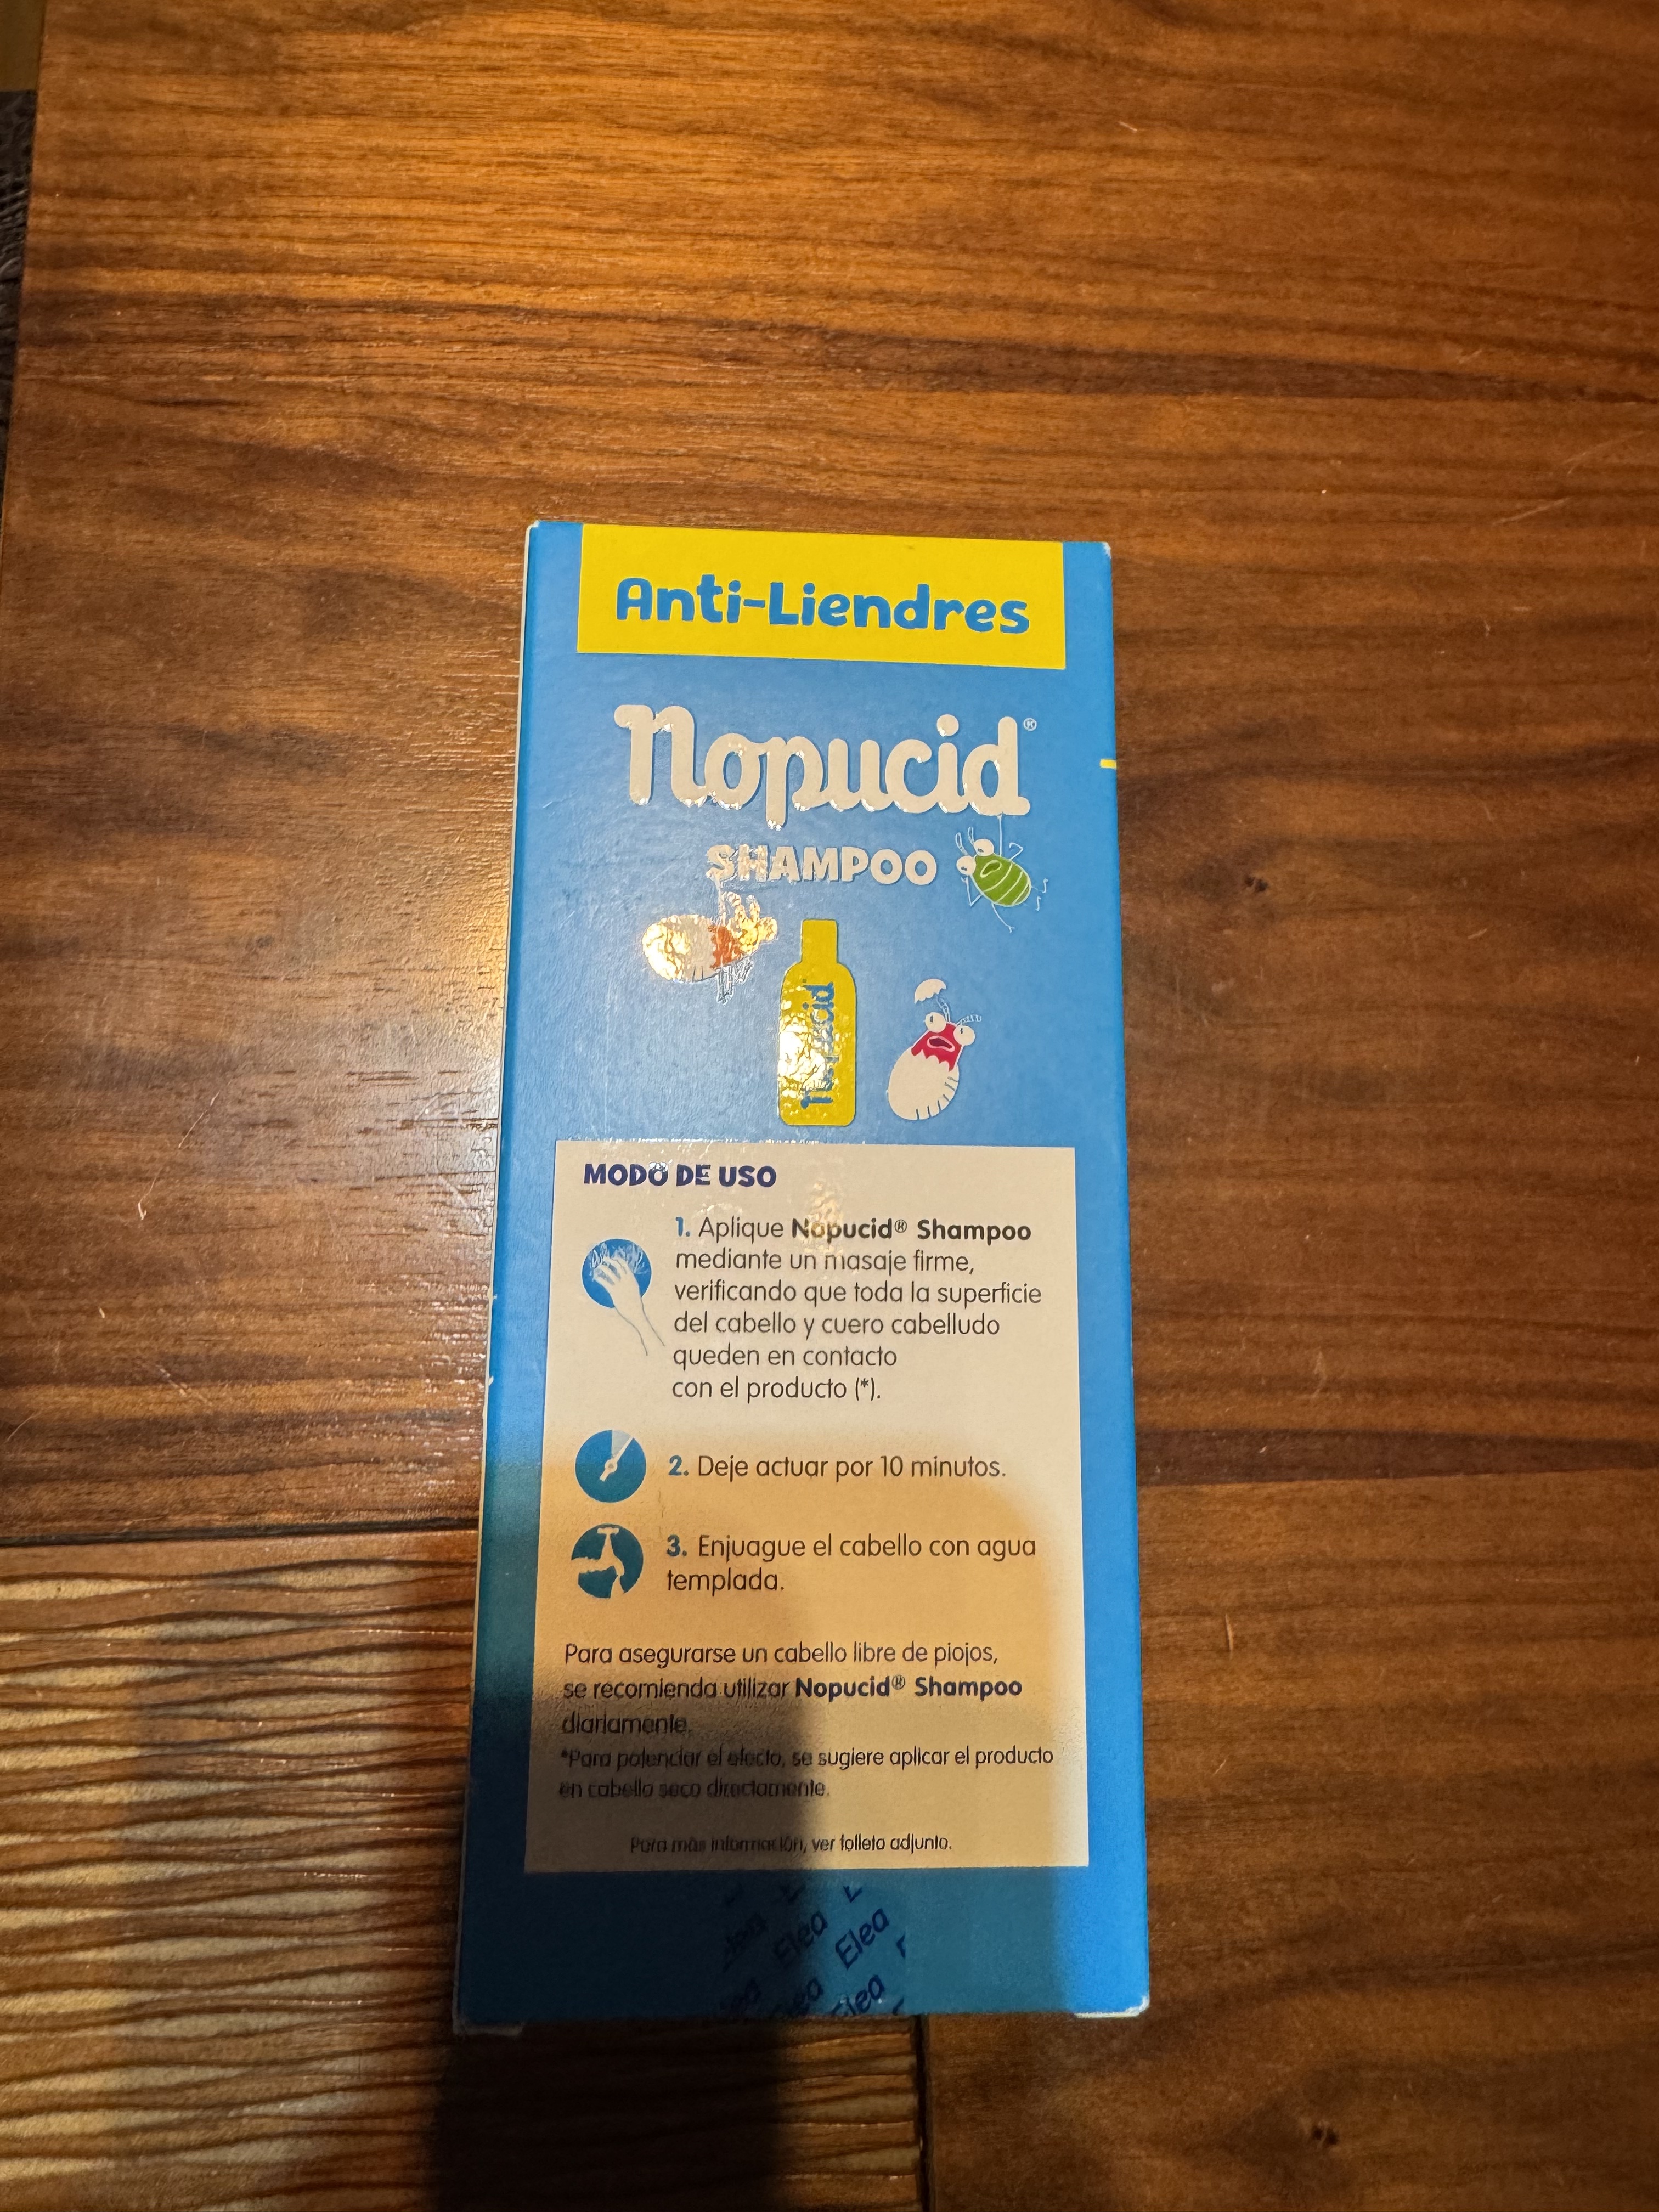 Anti-Liendres
Nopucid®
SHAMPOO
Nopucid
MODO DE USO
1. Aplique Nopucid® Shampoo
mediante un masaje firme,
verificando que toda la superficie
del cabello y cuero cabelludo
queden en contacto
con el producto (*).
2. Deje actuar por 10 minutos.
3. Enjuague el cabello con agua
templada.
Para asegurarse un cabello libre de piojos,
se recomienda utilizar Nopucid® Shampoo
diariamente.
*Para potenciar el efecto, se sugiere aplicar el producto
en cabello seco directamente.
Para más información, ver folleto adjunto.
Elea Elea